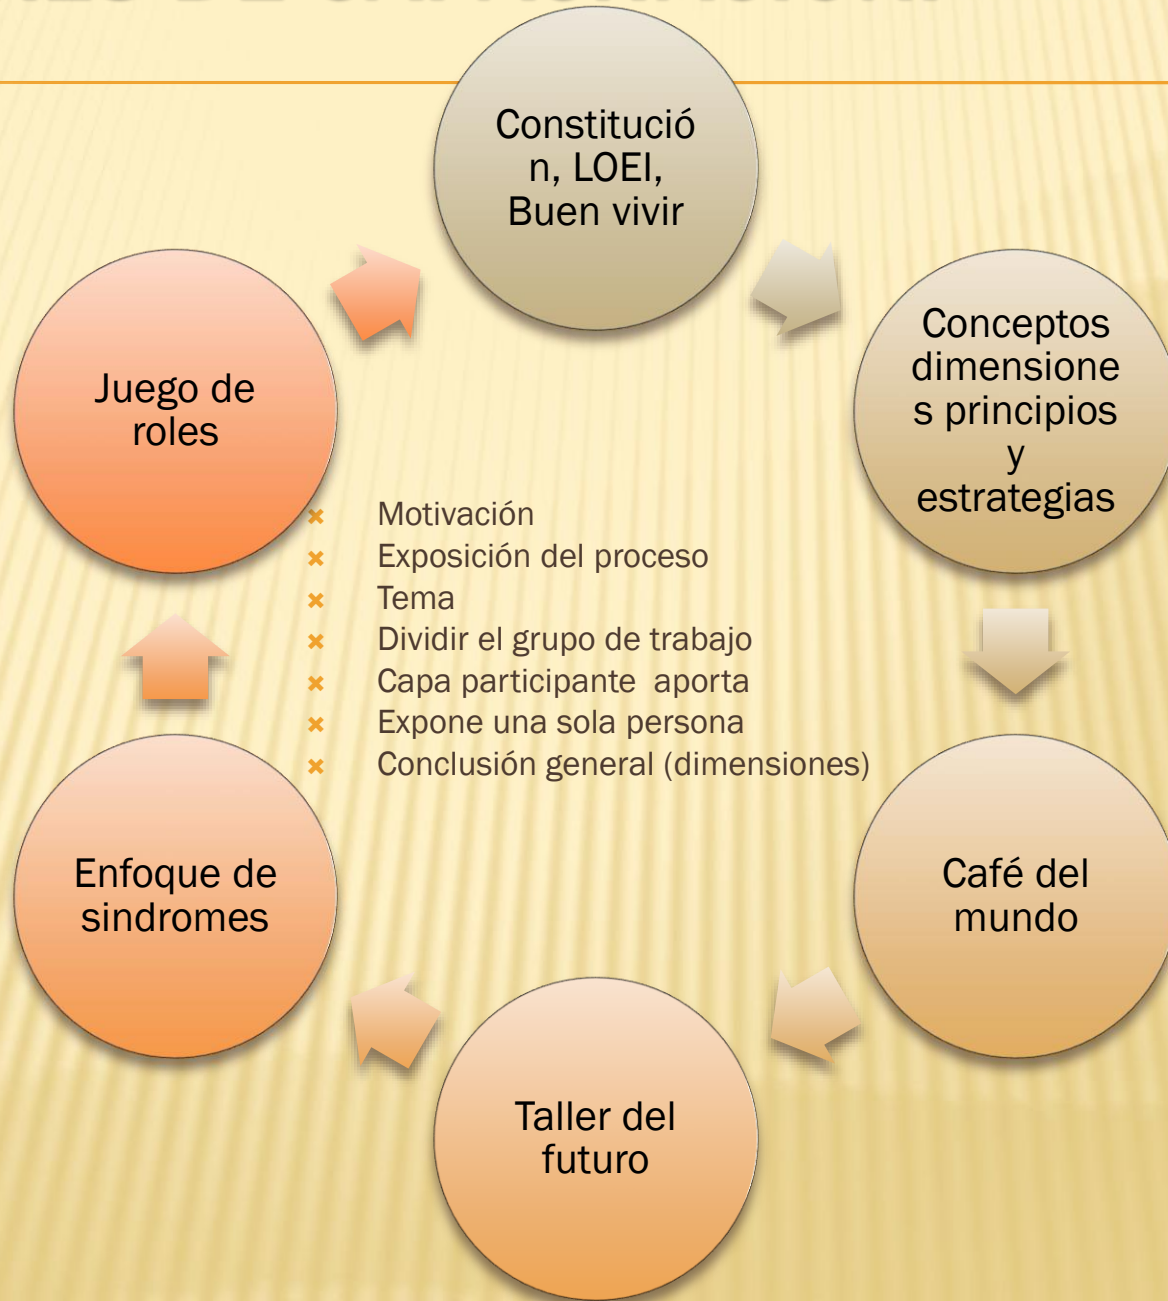 Constitució
n, LOEI,
Buen vivir
Conceptos
dimensione
s principios
y
estrategias
Café del
mundo
Taller del
futuro
Enfoque de
sindromes
Juego de
roles
Motivación
Exposición del proceso
Tema
Dividir el grupo de trabajo
Capa participante aporta
Expone una sola persona
Conclusión general (dimensiones)